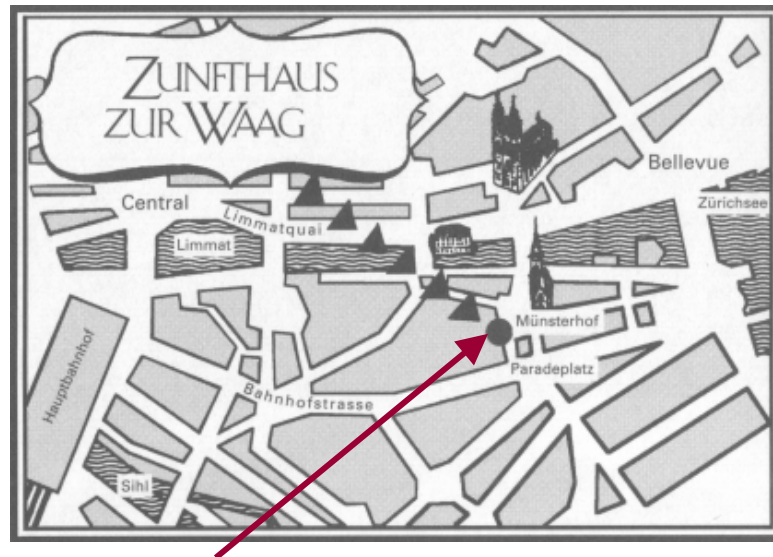 ZUNFTHAUS
ZUR WAAG
Bellevue
Central
Zürichsee
Limmatquai
Limmat
Münsterhof
Hauptbahnhof
Paradeplatz
Bahnhofstrasse
Sihl